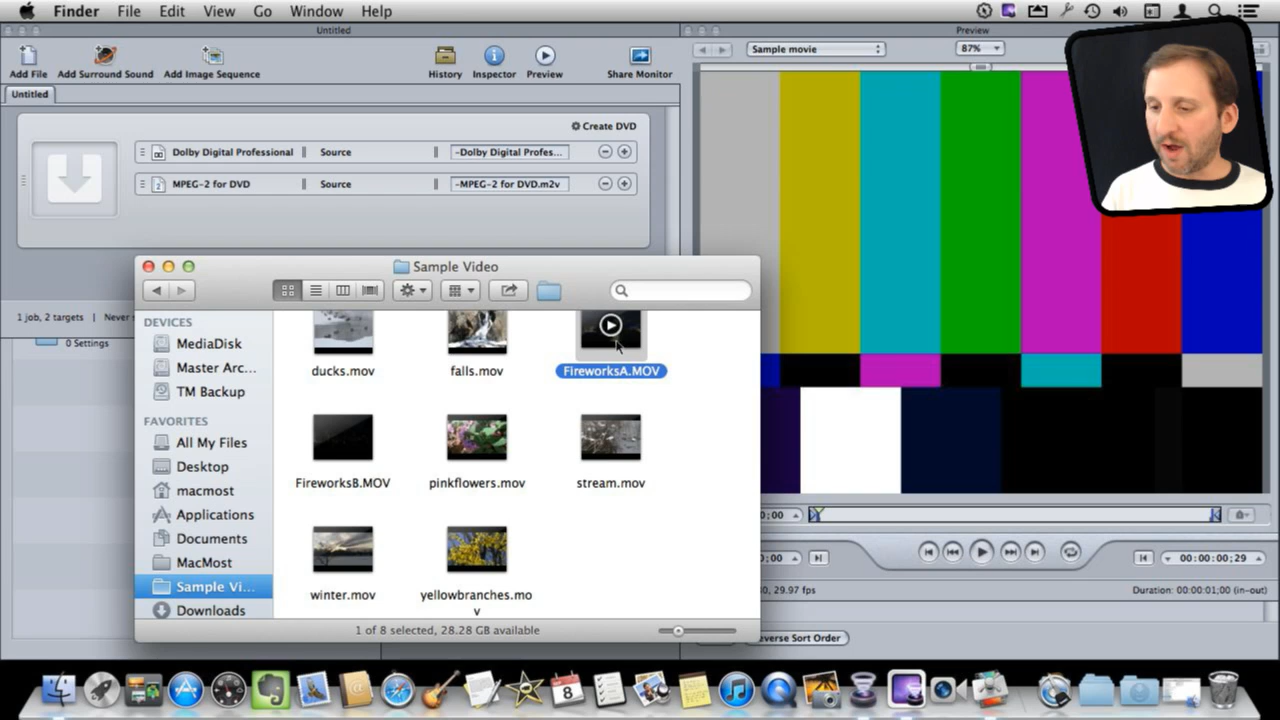 Finder File Edit View Go Window Help
Untitled
Preview
Add File Add Surround Sound Add Image Sequence History Inspector Preview Share Monitor
Sample movie 87%
Untitled
Create DVD
Dolby Digital Professional Source -Dolby Digital Profes...
MPEG-2 for DVD Source -MPEG-2 for DVD.m2v
Sample Video
1 job, 2 targets Never
0 Settings
DEVICES
MediaDisk
Master Arc...
TM Backup
FAVORITES
All My Files
Desktop
macmost
Applications
Documents
MacMost
Sample Vi...
Downloads
ducks.mov falls.mov FireworksA.MOV
FireworksB.MOV pinkflowers.mov stream.mov
winter.mov yellowbranches.mo
v
1 of 8 selected, 28.28 GB available
00:00:00;29
29.97 fps Duration: 00:00:01;00 (in-out)
everse Sort Order
8